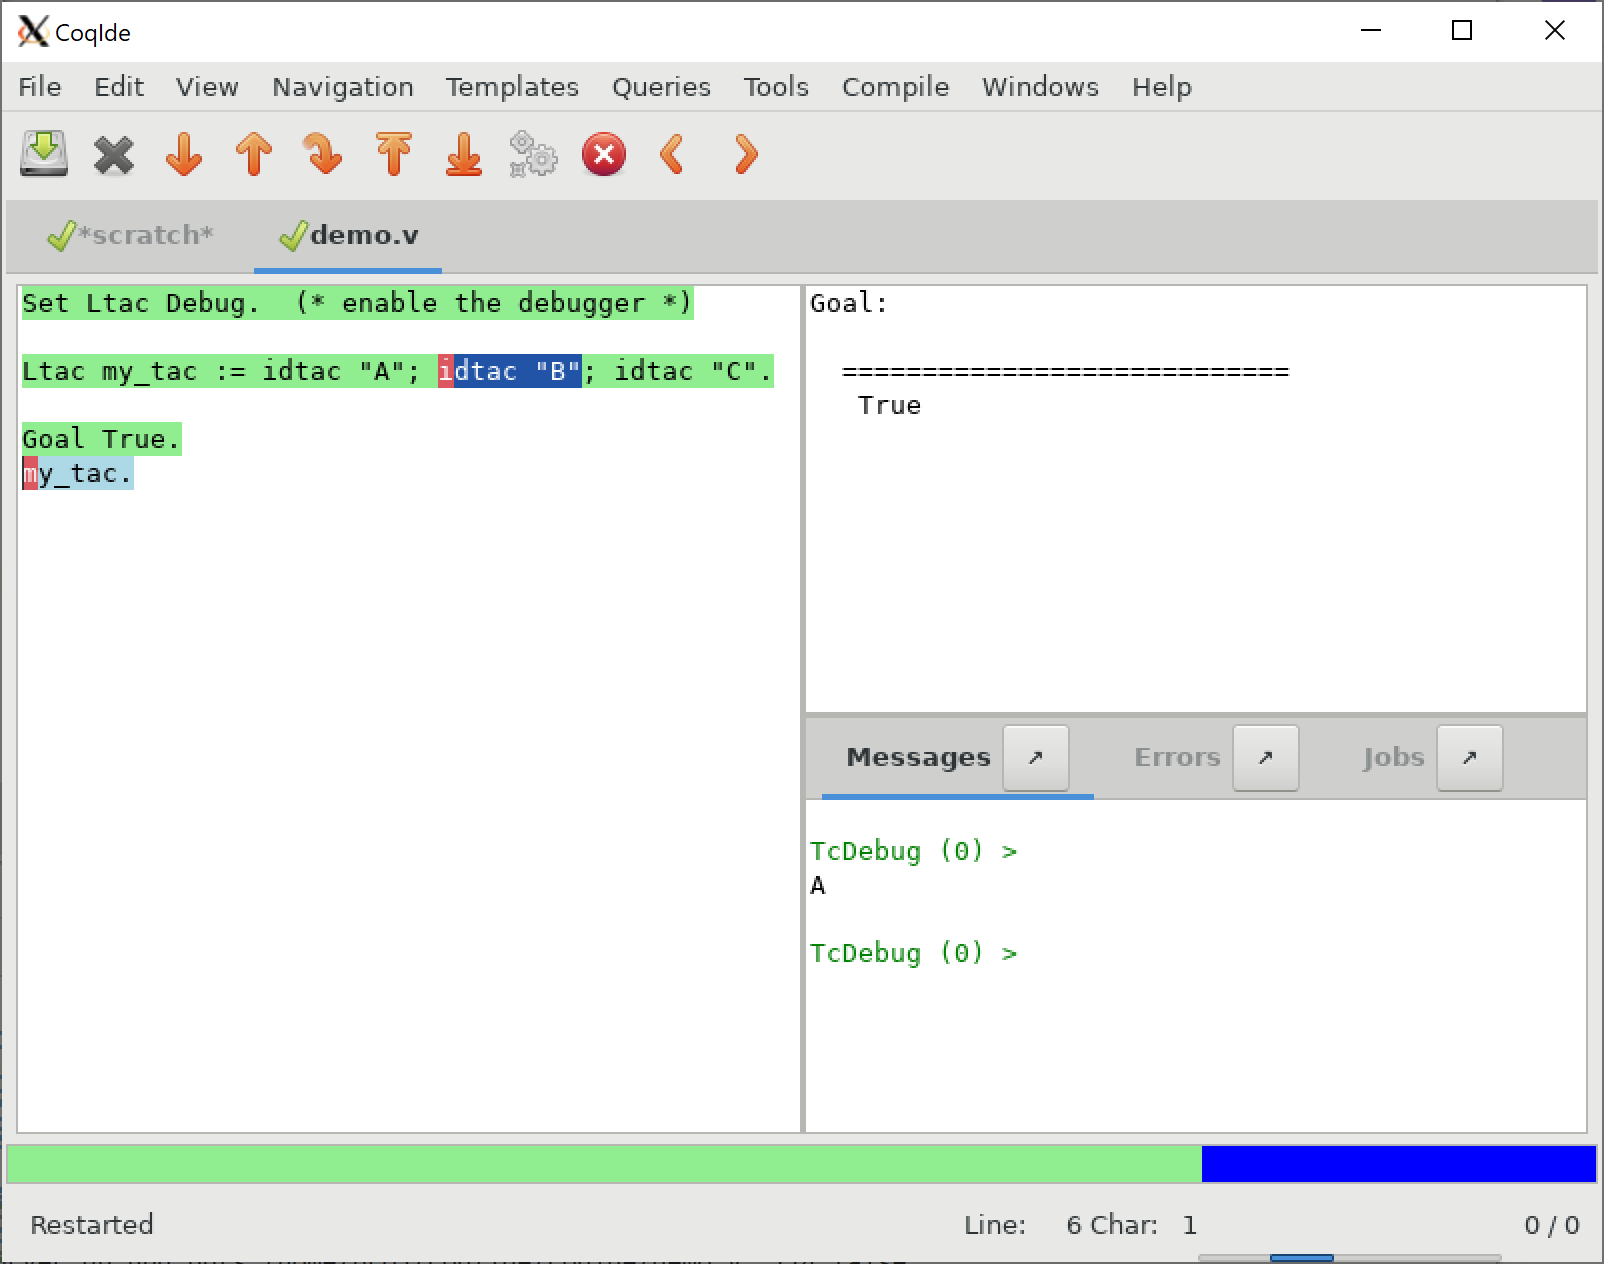 CoqIde
File Edit View Navigation Templates Queries Tools Compile Windows Help
*scratch* demo.v
Set Ltac Debug.  (* enable the debugger *)
Ltac my_tac := idtac "A"; idtac "B"; idtac "C".
Goal True.
my_tac.
Goal:
============================
True
Messages ↗ Errors ↗ Jobs ↗
TcDebug (0) >
A
TcDebug (0) >
Restarted Line: 6 Char: 1 0 / 0